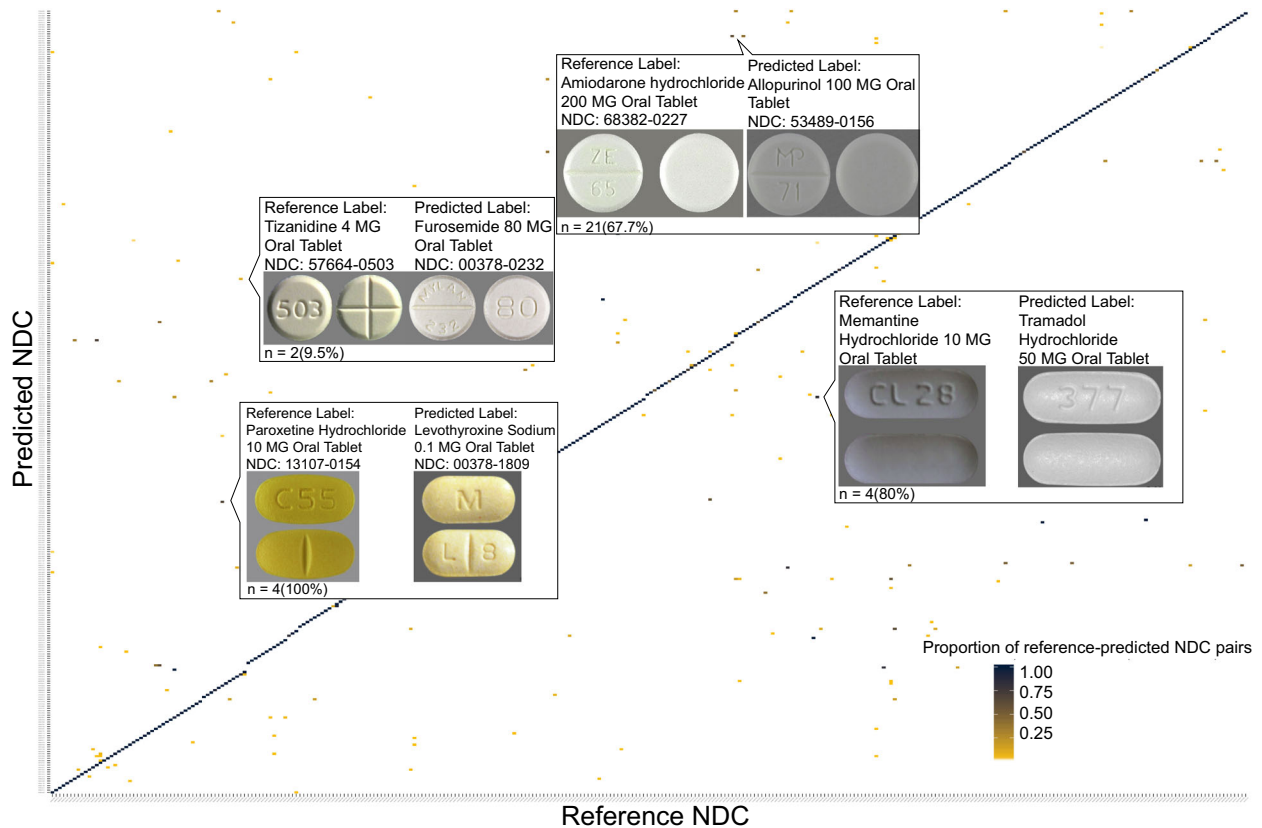 Predicted NDC
Reference Label:
Amiodarone hydrochloride
200 MG Oral Tablet
NDC: 68382-0227
Predicted Label:
Allopurinol 100 MG Oral
Tablet
NDC: 53489-0156
ZE
65
MP
71
n = 21(67.7%)
Reference Label:
Tizanidine 4 MG
Oral Tablet
NDC: 57664-0503
Predicted Label:
Furosemide 80 MG
Oral Tablet
NDC: 00378-0232
503
MYLAN
232
80
n = 2(9.5%)
Reference Label:
Memantine
Hydrochloride 10 MG
Oral Tablet
Predicted Label:
Tramadol
Hydrochloride
50 MG Oral Tablet
CL 28
377
n = 4(80%)
Reference Label:
Paroxetine Hydrochloride
10 MG Oral Tablet
NDC: 13107-0154
Predicted Label:
Levothyroxine Sodium
0.1 MG Oral Tablet
NDC: 00378-1809
C55
M
L 8
n = 4(100%)
Proportion of reference-predicted NDC pairs
1.00
0.75
0.50
0.25
Reference NDC